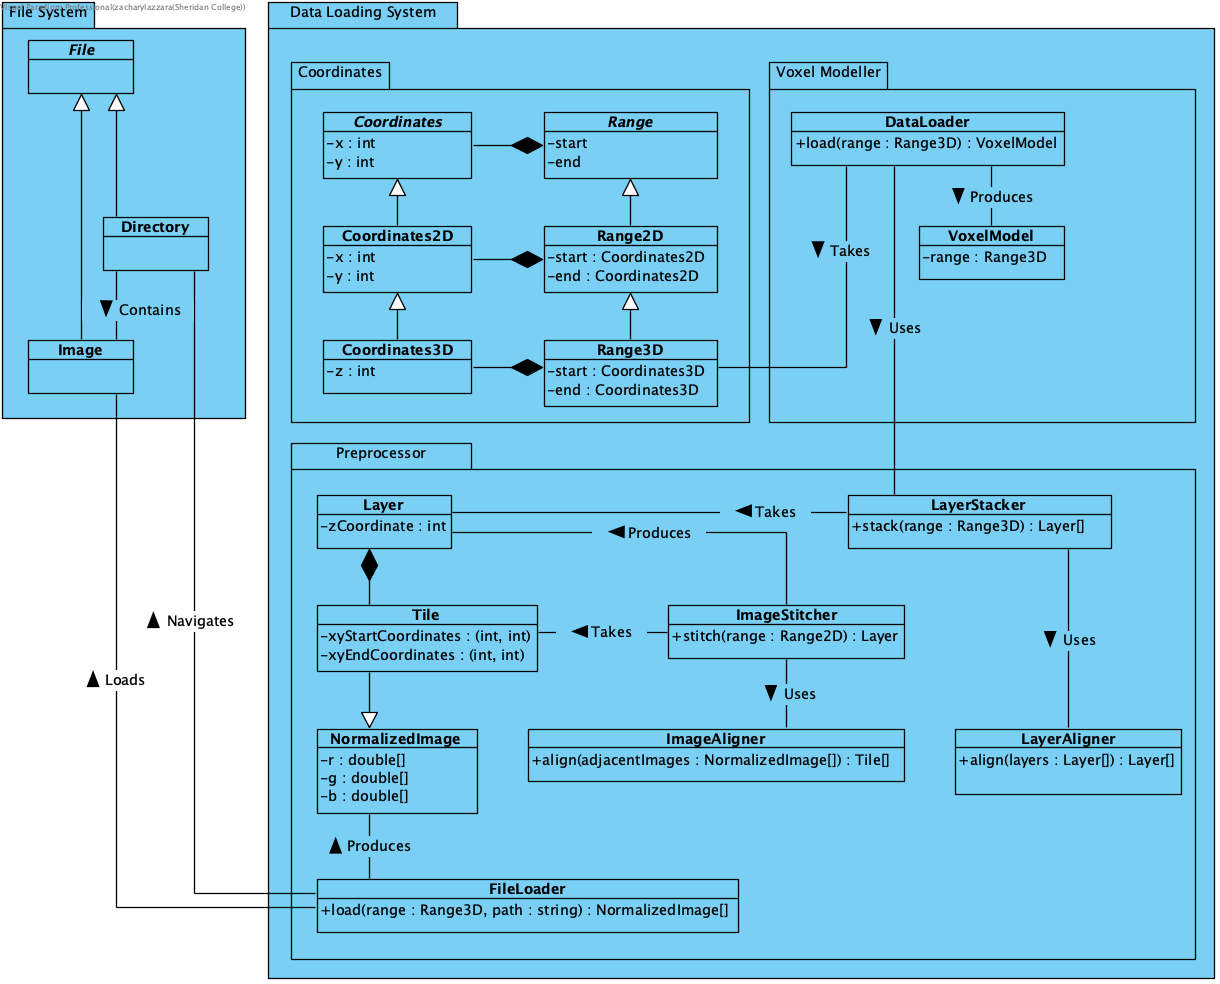 Visual Paradigm Professional(zacharylazzara(Sheridan College))
File System
File
Directory
Contains
Image
Navigates
Loads
Data Loading System
Coordinates
Coordinates
-x : int
-y : int
Range
-start
-end
Coordinates2D
-x : int
-y : int
Range2D
-start : Coordinates2D
-end : Coordinates2D
Coordinates3D
-z : int
Range3D
-start : Coordinates3D
-end : Coordinates3D
Voxel Modeller
DataLoader
+load(range : Range3D) : VoxelModel
Produces
Takes
VoxelModel
-range : Range3D
Uses
Preprocessor
Layer
-zCoordinate : int
Takes
Produces
LayerStacker
+stack(range : Range3D) : Layer[]
Tile
-xyStartCoordinates : (int, int)
-xyEndCoordinates : (int, int)
Takes
ImageStitcher
+stitch(range : Range2D) : Layer
Uses
Uses
NormalizedImage
-r : double[]
-g : double[]
-b : double[]
ImageAligner
+align(adjacentImages : NormalizedImage[]) : Tile[]
LayerAligner
+align(layers : Layer[]) : Layer[]
Produces
FileLoader
+load(range : Range3D, path : string) : NormalizedImage[]